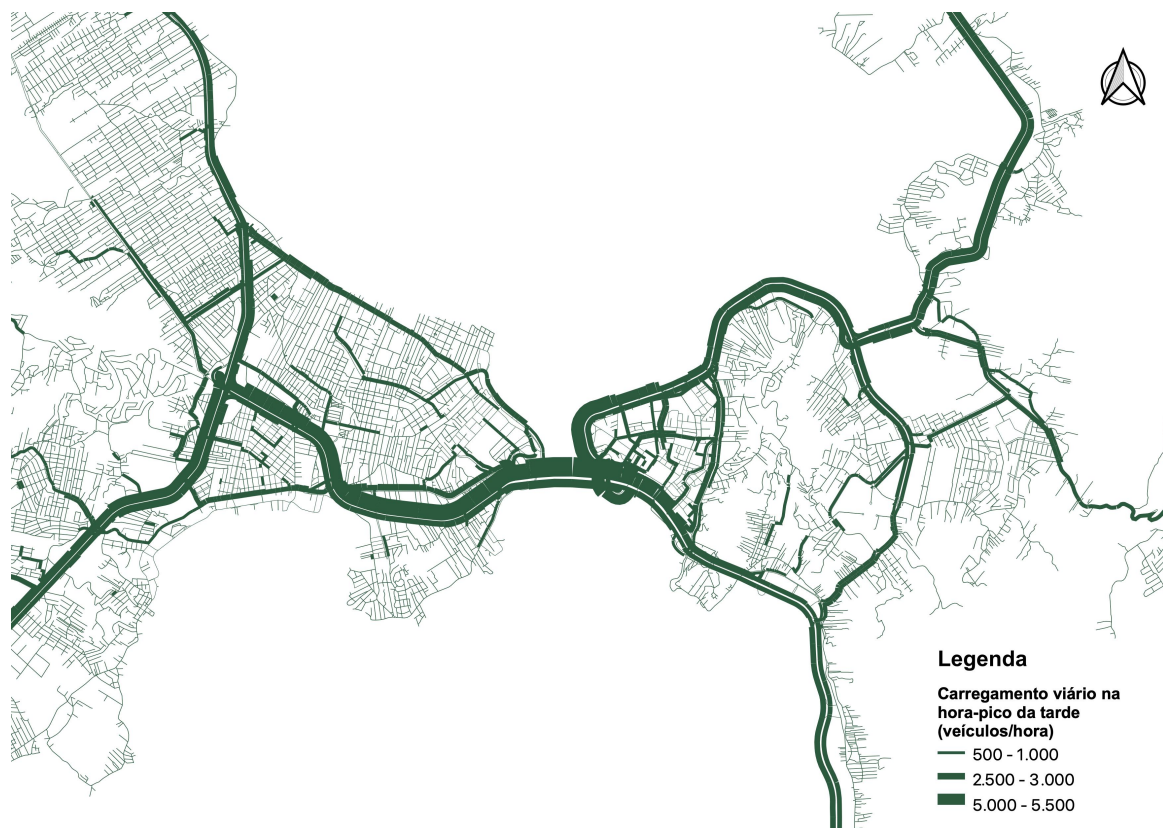 Legenda
Carregamento viário na
hora-pico da tarde
(veículos/hora)
500 - 1.000
2.500 - 3.000
5.000 - 5.500